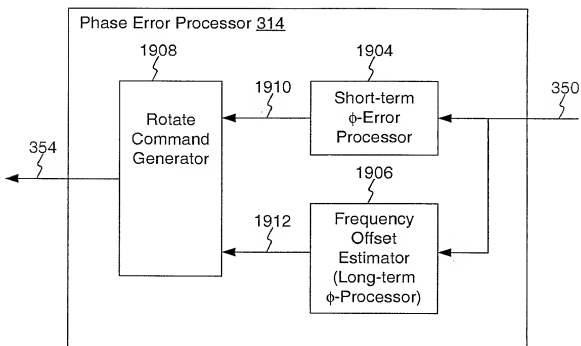 Phase Error Processor 314
1908
1904
1910
350
Short-term
ϕ-Error
Processor
Rotate
Command
Generator
354
1906
1912
Frequency
Offset
Estimator
(Long-term
ϕ-Processor)